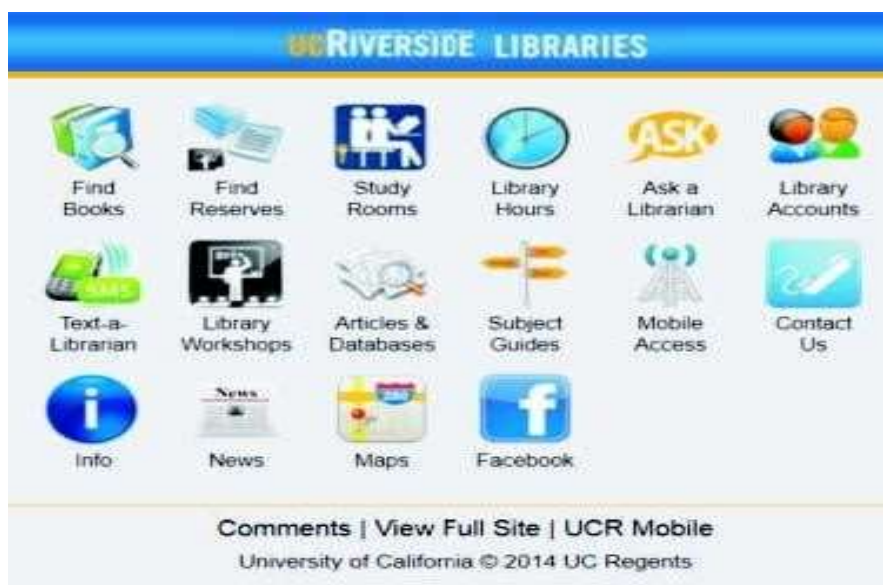 UCRIVERSIDE LIBRARIES
ASK
Find Books
Find Reserves
Study Rooms
Library Hours
Ask a Librarian
Library Accounts
SMS
Text-a-Librarian
Library Workshops
Articles & Databases
Subject Guides
Mobile Access
Contact Us
i
News
280
f
Info
News
Maps
Facebook
Comments | View Full Site | UCR Mobile
University of California © 2014 UC Regents